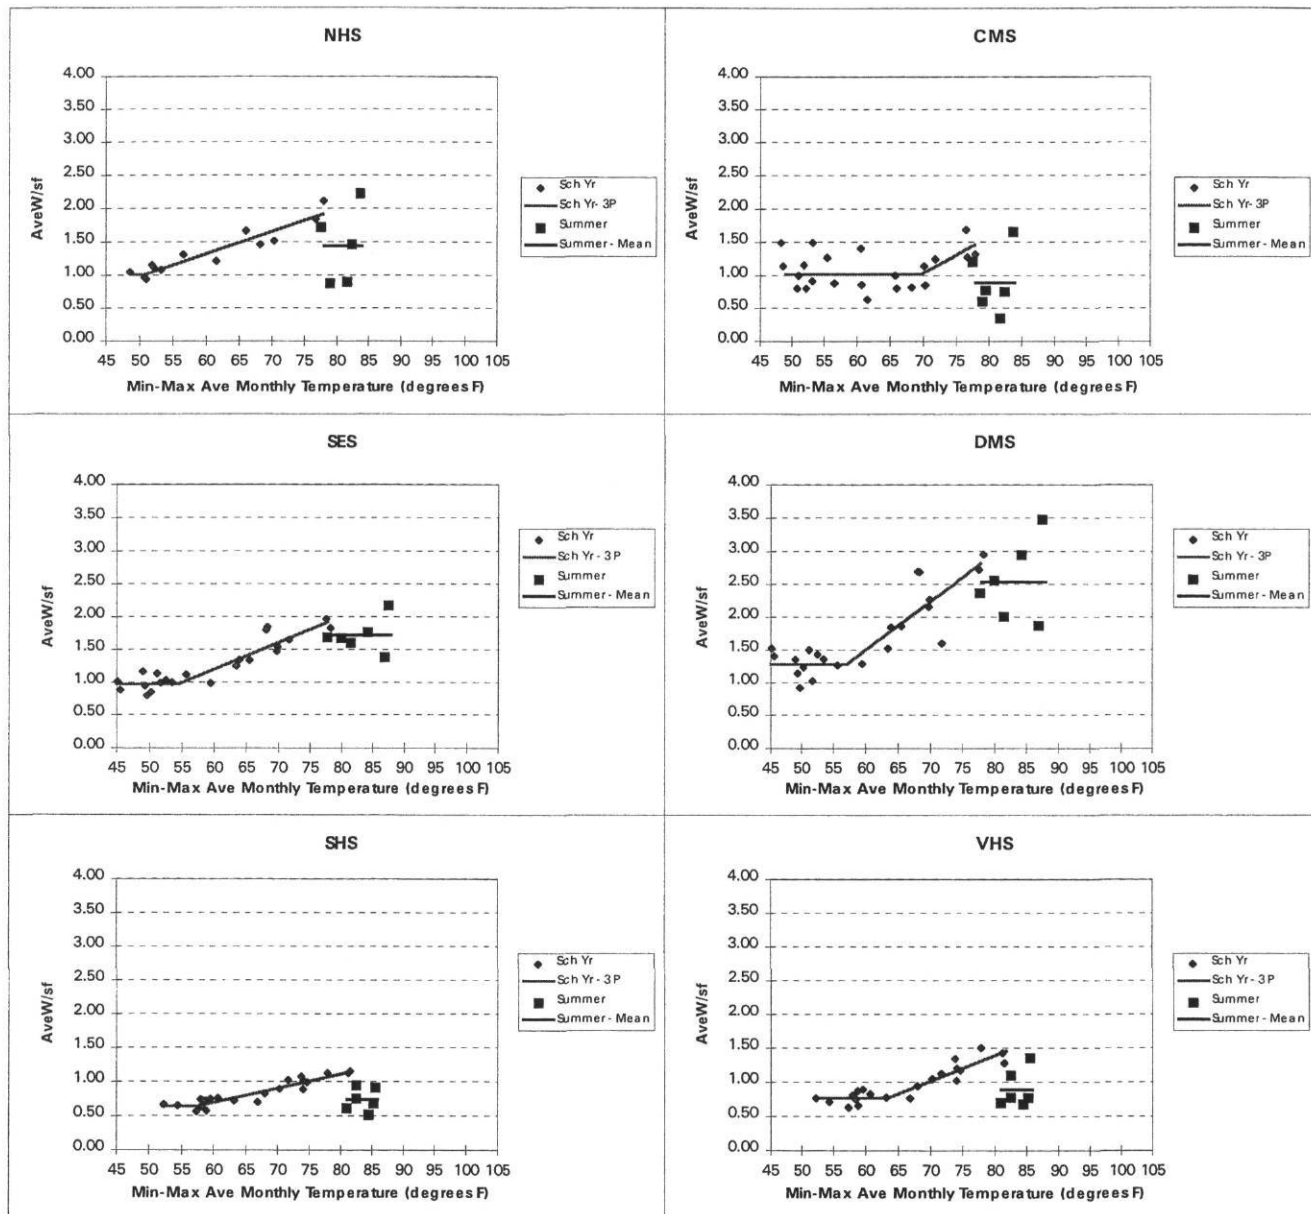 NHS
4.00
3.50
3.00
2.50
2.00
1.50
1.00
0.50
0.00
AveW/sf
45 50 55 60 65 70 75 80 85 90 95 100 105
Min-Max Ave Monthly Temperature (degrees F)
Sch Yr
Sch Yr- 3P
Summer
Summer - Mean
CMS
4.00
3.50
3.00
2.50
2.00
1.50
1.00
0.50
0.00
AveW/sf
45 50 55 60 65 70 75 80 85 90 95 100 105
Min-Max Ave Monthly Temperature (degrees F)
Sch Yr
Sch Yr- 3P
Summer
Summer - Mean
SES
4.00
3.50
3.00
2.50
2.00
1.50
1.00
0.50
0.00
AveW/sf
45 50 55 60 65 70 75 80 85 90 95 100 105
Min-Max Ave Monthly Temperature (degrees F)
Sch Yr
Sch Yr - 3P
Summer
Summer - Mean
DMS
4.00
3.50
3.00
2.50
2.00
1.50
1.00
0.50
0.00
AveW/sf
45 50 55 60 65 70 75 80 85 90 95 100 105
Min-Max Ave Monthly Temperature (degrees F)
Sch Yr
Sch Yr - 3P
Summer
Summer - Mean
SHS
4.00
3.50
3.00
2.50
2.00
1.50
1.00
0.50
0.00
AveW/sf
45 50 55 60 65 70 75 80 85 90 95 100 105
Min-Max Ave Monthly Temperature (degrees F)
Sch Yr
Sch Yr - 3P
Summer
Summer - Mean
VHS
4.00
3.50
3.00
2.50
2.00
1.50
1.00
0.50
0.00
AveW/sf
45 50 55 60 65 70 75 80 85 90 95 100 105
Min-Max Ave Monthly Temperature (degrees F)
Sch Yr
Sch Yr - 3P
Summer
Summer - Mean